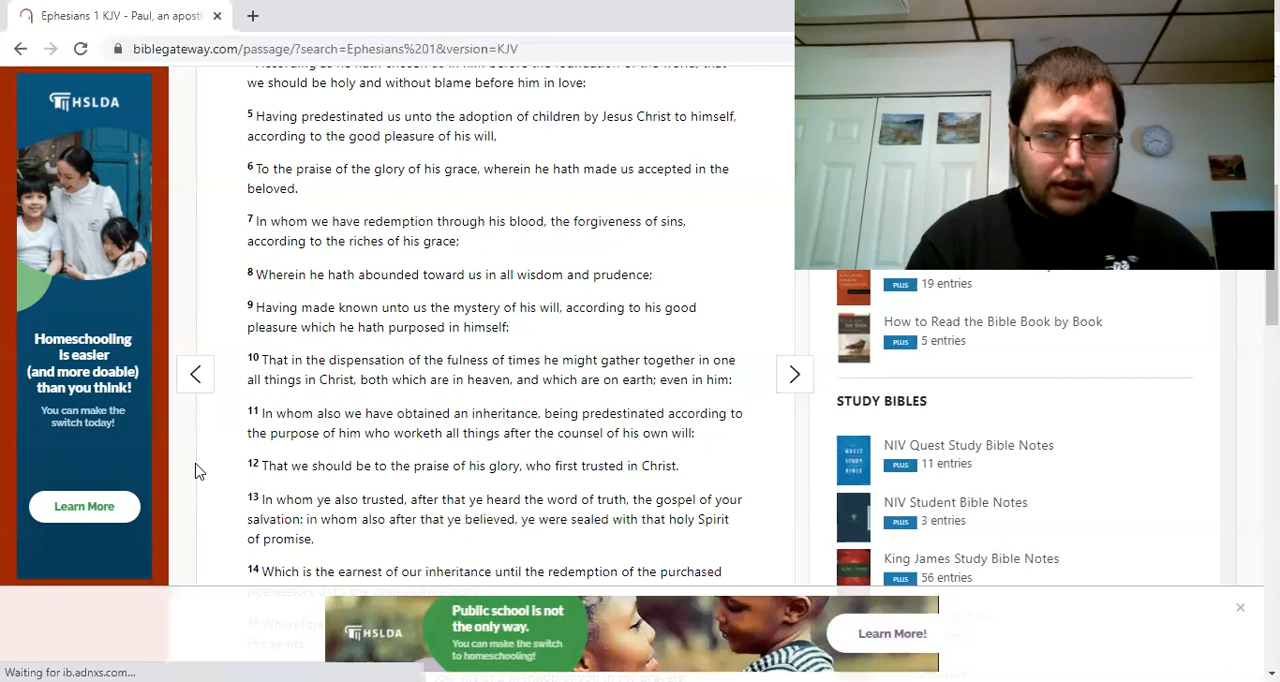 Ephesians 1 KJV - Paul, an apost
biblegateway.com/passage/?search=Ephesians%201&version=KJV
HSLDA
Homeschooling
is easier
(and more doable)
than you think!
You can make the
switch today!
Learn More
we should be holy and without blame before him in love:
5 Having predestinated us unto the adoption of children by Jesus Christ to himself,
according to the good pleasure of his will,
6 To the praise of the glory of his grace, wherein he hath made us accepted in the
beloved.
7 In whom we have redemption through his blood, the forgiveness of sins,
according to the riches of his grace;
8 Wherein he hath abounded toward us in all wisdom and prudence;
9 Having made known unto us the mystery of his will, according to his good
pleasure which he hath purposed in himself:
10 That in the dispensation of the fulness of times he might gather together in one
all things in Christ, both which are in heaven, and which are on earth; even in him:
11 In whom also we have obtained an inheritance, being predestinated according to
the purpose of him who worketh all things after the counsel of his own will:
12 That we should be to the praise of his glory, who first trusted in Christ.
13 In whom ye also trusted, after that ye heard the word of truth, the gospel of your
salvation: in whom also after that ye believed, ye were sealed with that holy Spirit
of promise,
14 Which is the earnest of our inheritance until the redemption of the purchased
PLUS 19 entries
How to Read the Bible Book by Book
PLUS 5 entries
STUDY BIBLES
NIV Quest Study Bible Notes
PLUS 11 entries
NIV Student Bible Notes
PLUS 3 entries
King James Study Bible Notes
PLUS 56 entries
HSLDA
Public school is not
the only way.
You can make the switch
to homeschooling!
Learn More!
Waiting for ib.adnxs.com...